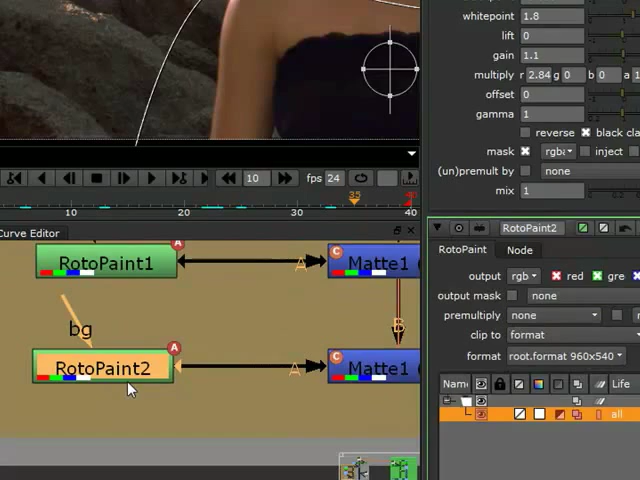 whitepoint 1.8
lift 0
gain 1.1
multiply r 2.84 g 0 b 0 a 1
offset 0
gamma 1
reverse black cla
mask rgba inject
(un)premult by none
mix 1
10 fps 24
35 40
10 20 30 40
Curve Editor
RotoPaint1 A A C Matte1 (
bg B
RotoPaint2 A A C Matte1 (
RotoPaint2
RotoPaint Node
output rgb red gre
output mask none
premultiply none
clip to format
format root.format 960x540
Name Life
all